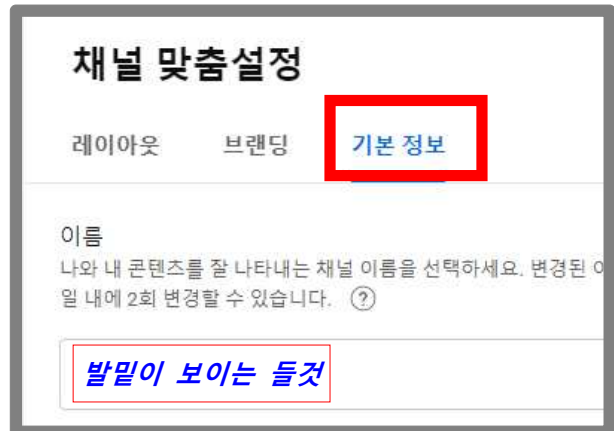 채널 맞춤설정
레이아웃 브랜딩 기본 정보
이름
나와 내 콘텐츠를 잘 나타내는 채널 이름을 선택하세요. 변경된
일 내에 2회 변경할 수 있습니다. ?
발밑이 보이는 들것